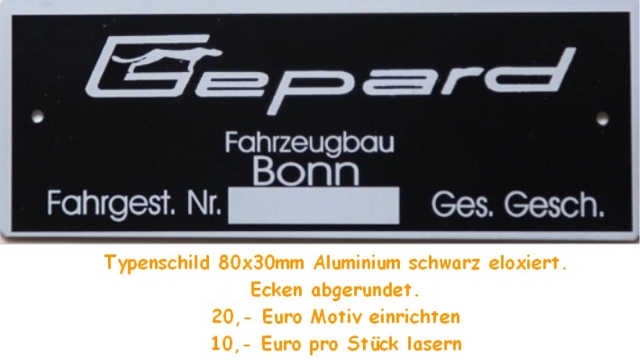 Gepard
Fahrzeugbau
Bonn
Fahrgest. Nr. Ges. Gesch.
Typenschild 80x30mm Aluminium schwarz eloxiert.
Ecken abgerundet.
20,- Euro Motiv einrichten
10,- Euro pro Stück lasern